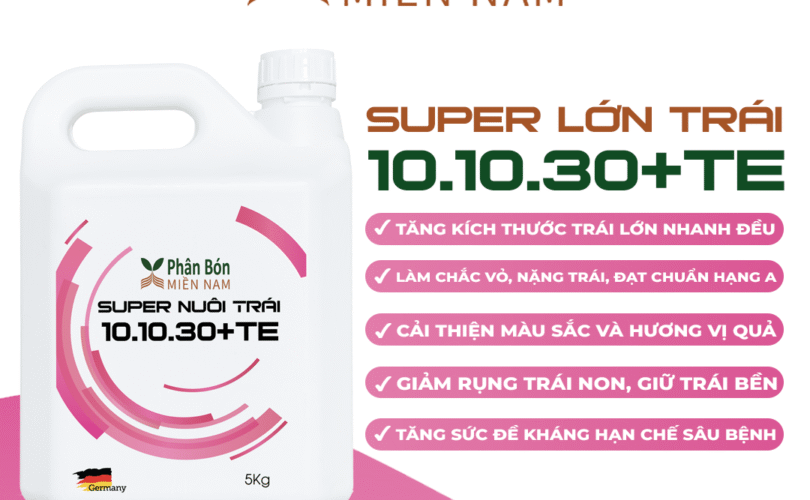 MIỀN NAM
SUPER LỚN TRÁI
10.10.30+TE
TĂNG KÍCH THƯỚC TRÁI LỚN NHANH ĐỀU
LÀM CHẮC VỎ, NẶNG TRÁI, ĐẠT CHUẨN HẠNG A
CẢI THIỆN MÀU SẮC VÀ HƯƠNG VỊ QUẢ
GIẢM RỤNG TRÁI NON, GIỮ TRÁI BỀN
TĂNG SỨC ĐỀ KHÁNG HẠN CHẾ SÂU BỆNH
Phân Bón
MIỀN NAM
SUPER NUÔI TRÁI
10.10.30+TE
Germany
5Kg